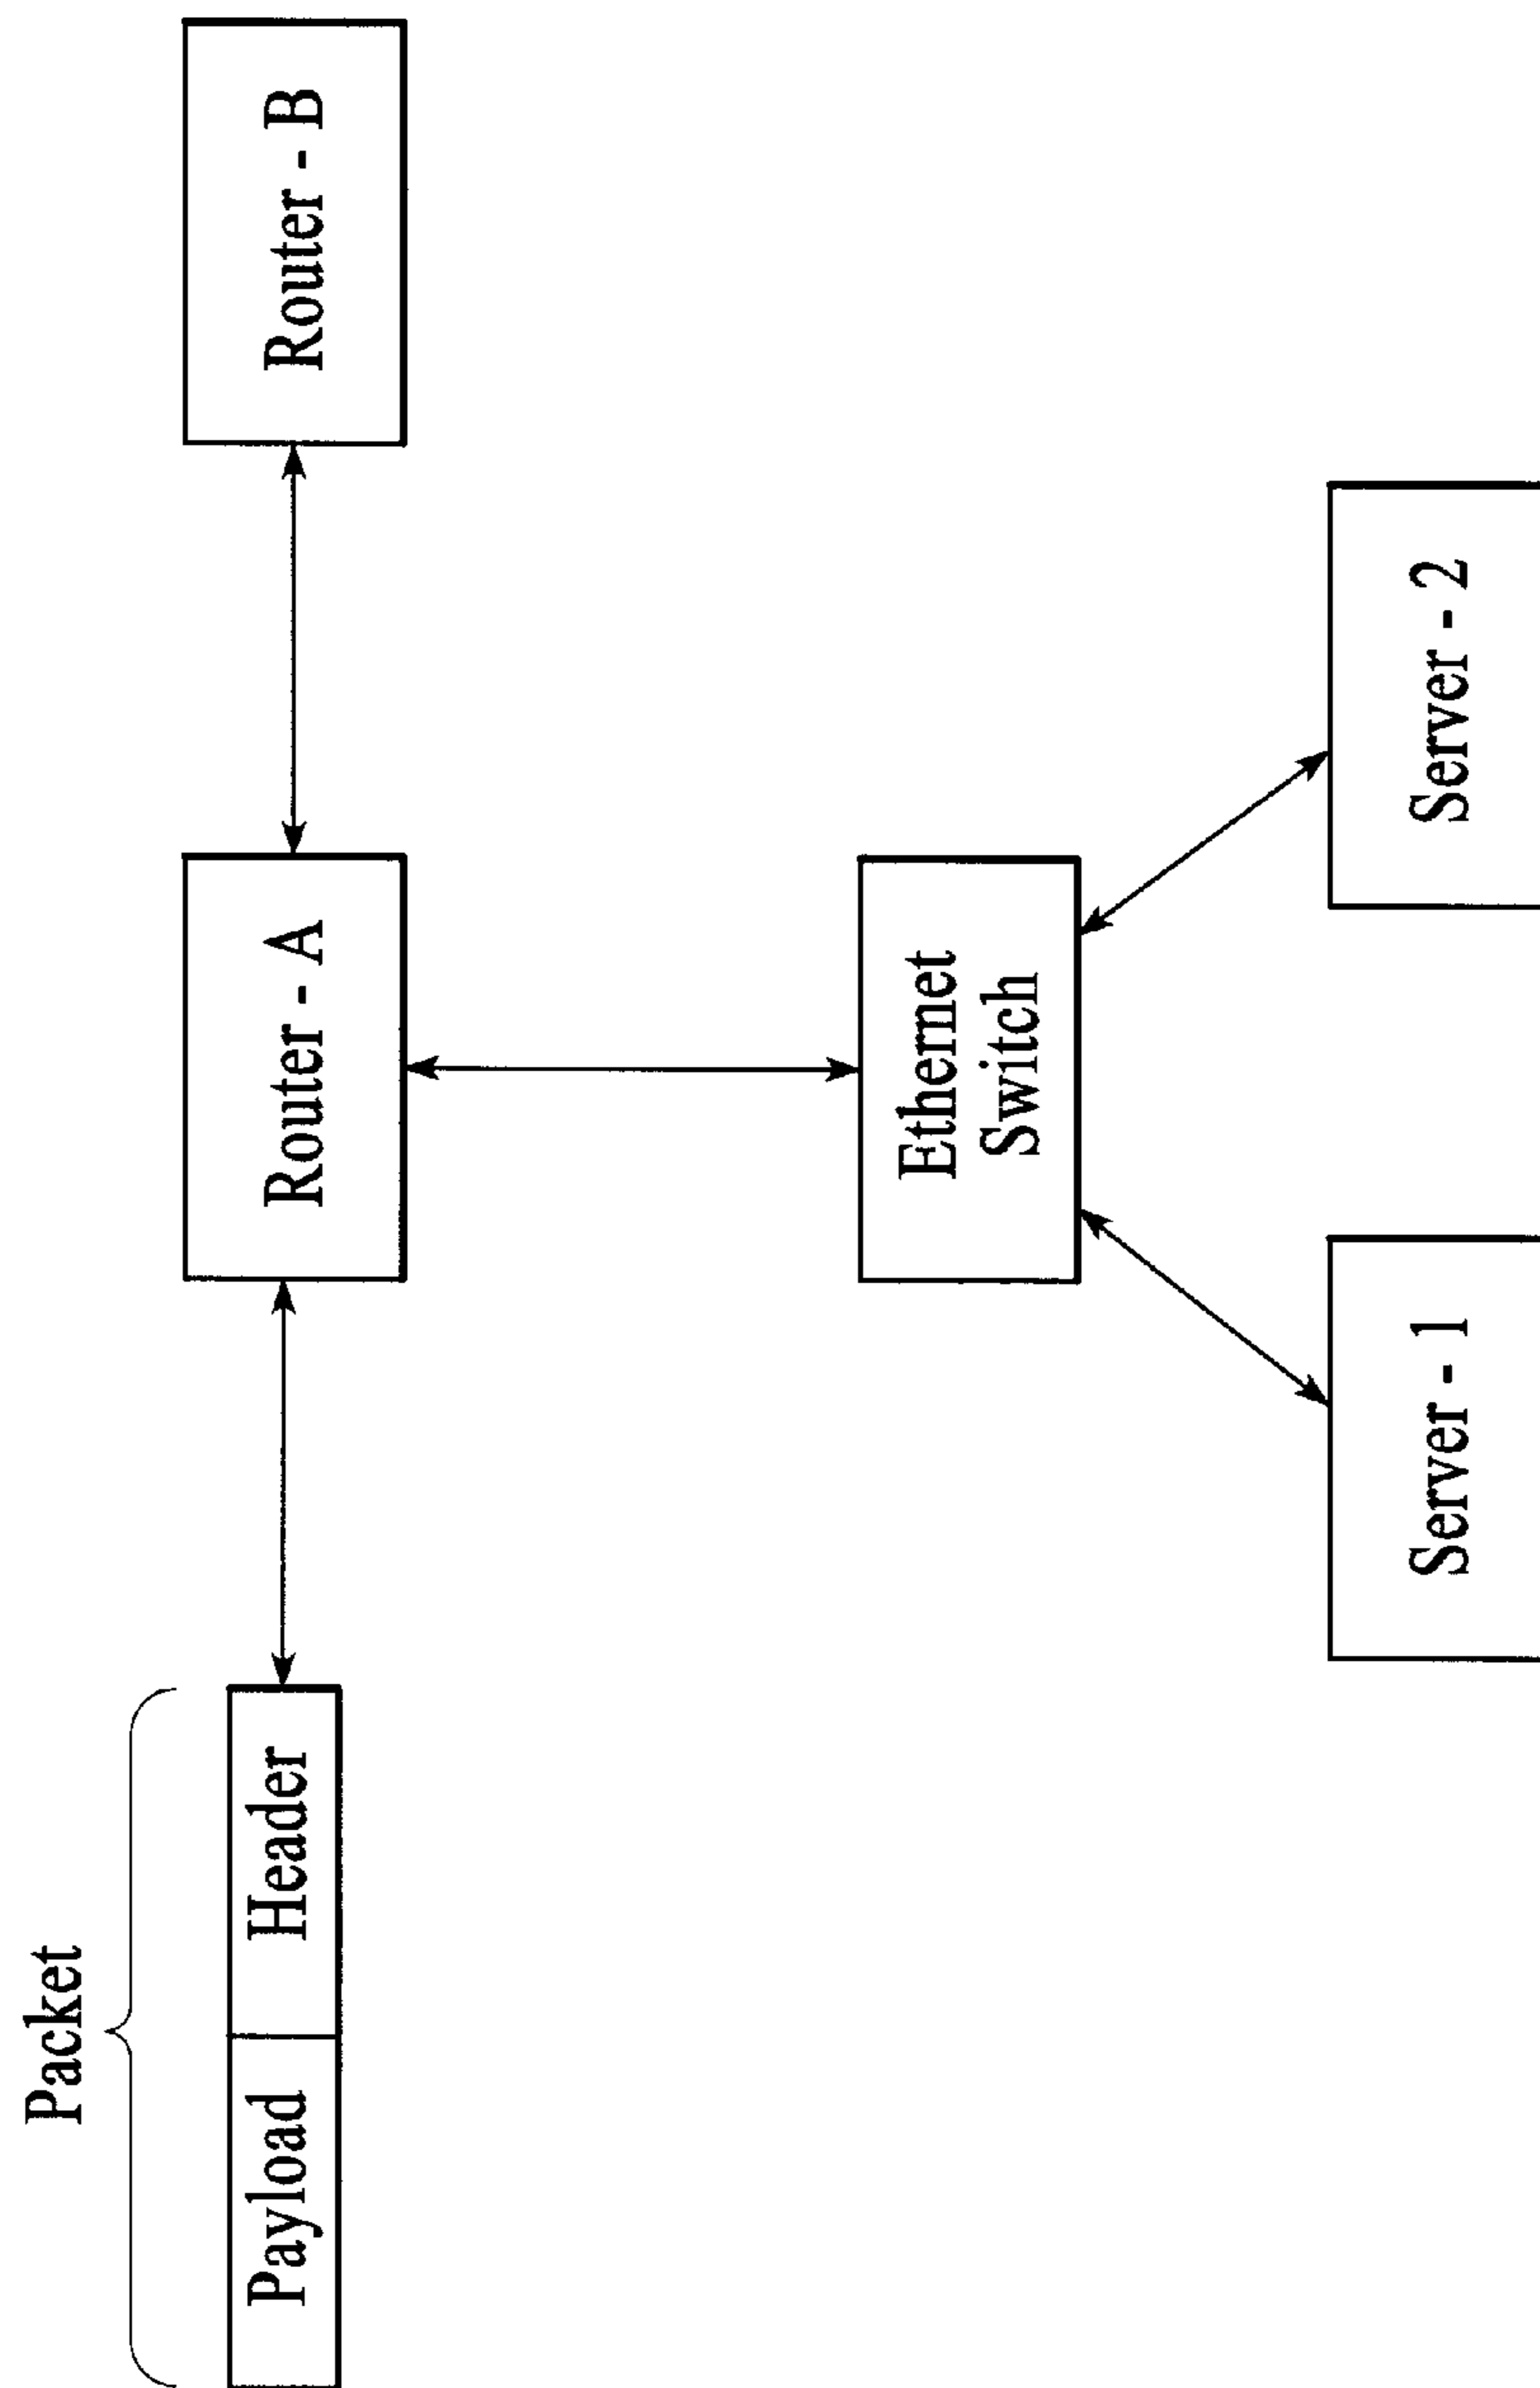 Packet
Payload
Header
Router - A
Router - B
Ethernet
Switch
Server - 1
Server - 2